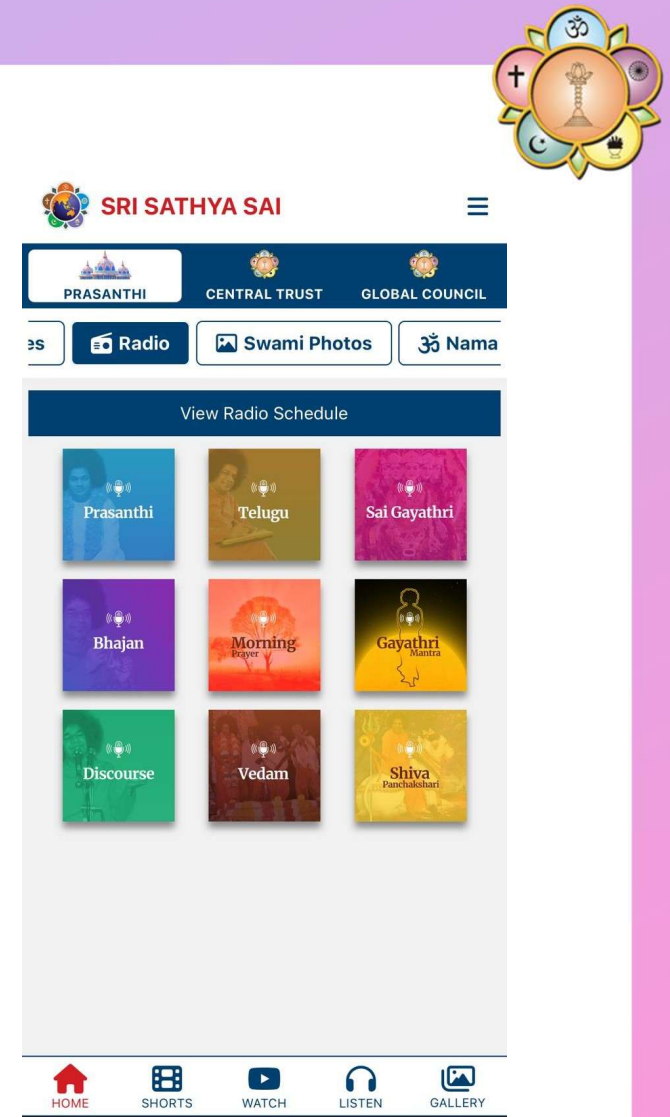 ॐ
SRI SATHYA SAI
PRASANTHI
CENTRAL TRUST
GLOBAL COUNCIL
es
Radio
Swami Photos
ॐ Nama
View Radio Schedule
Prasanthi
Telugu
Sai Gayathri
Bhajan
Morning
Prayer
Gayathri
Mantra
Discourse
Vedam
Shiva
Panchakshari
HOME
SHORTS
WATCH
LISTEN
GALLERY